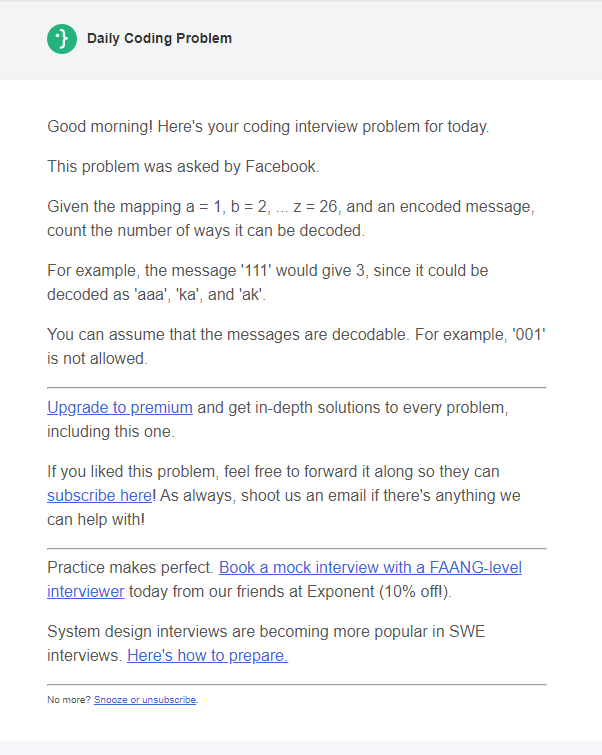 Daily Coding Problem
Good morning! Here's your coding interview problem for today.
This problem was asked by Facebook.
Given the mapping a = 1, b = 2, ... z = 26, and an encoded message,
count the number of ways it can be decoded.
For example, the message '111' would give 3, since it could be
decoded as 'aaa', 'ka', and 'ak'.
You can assume that the messages are decodable. For example, '001'
is not allowed.
Upgrade to premium and get in-depth solutions to every problem,
including this one.
If you liked this problem, feel free to forward it along so they can
subscribe here! As always, shoot us an email if there's anything we
can help with!
Practice makes perfect. Book a mock interview with a FAANG-level
interviewer today from our friends at Exponent (10% off!).
System design interviews are becoming more popular in SWE
interviews. Here's how to prepare.
No more? Snooze or unsubscribe.